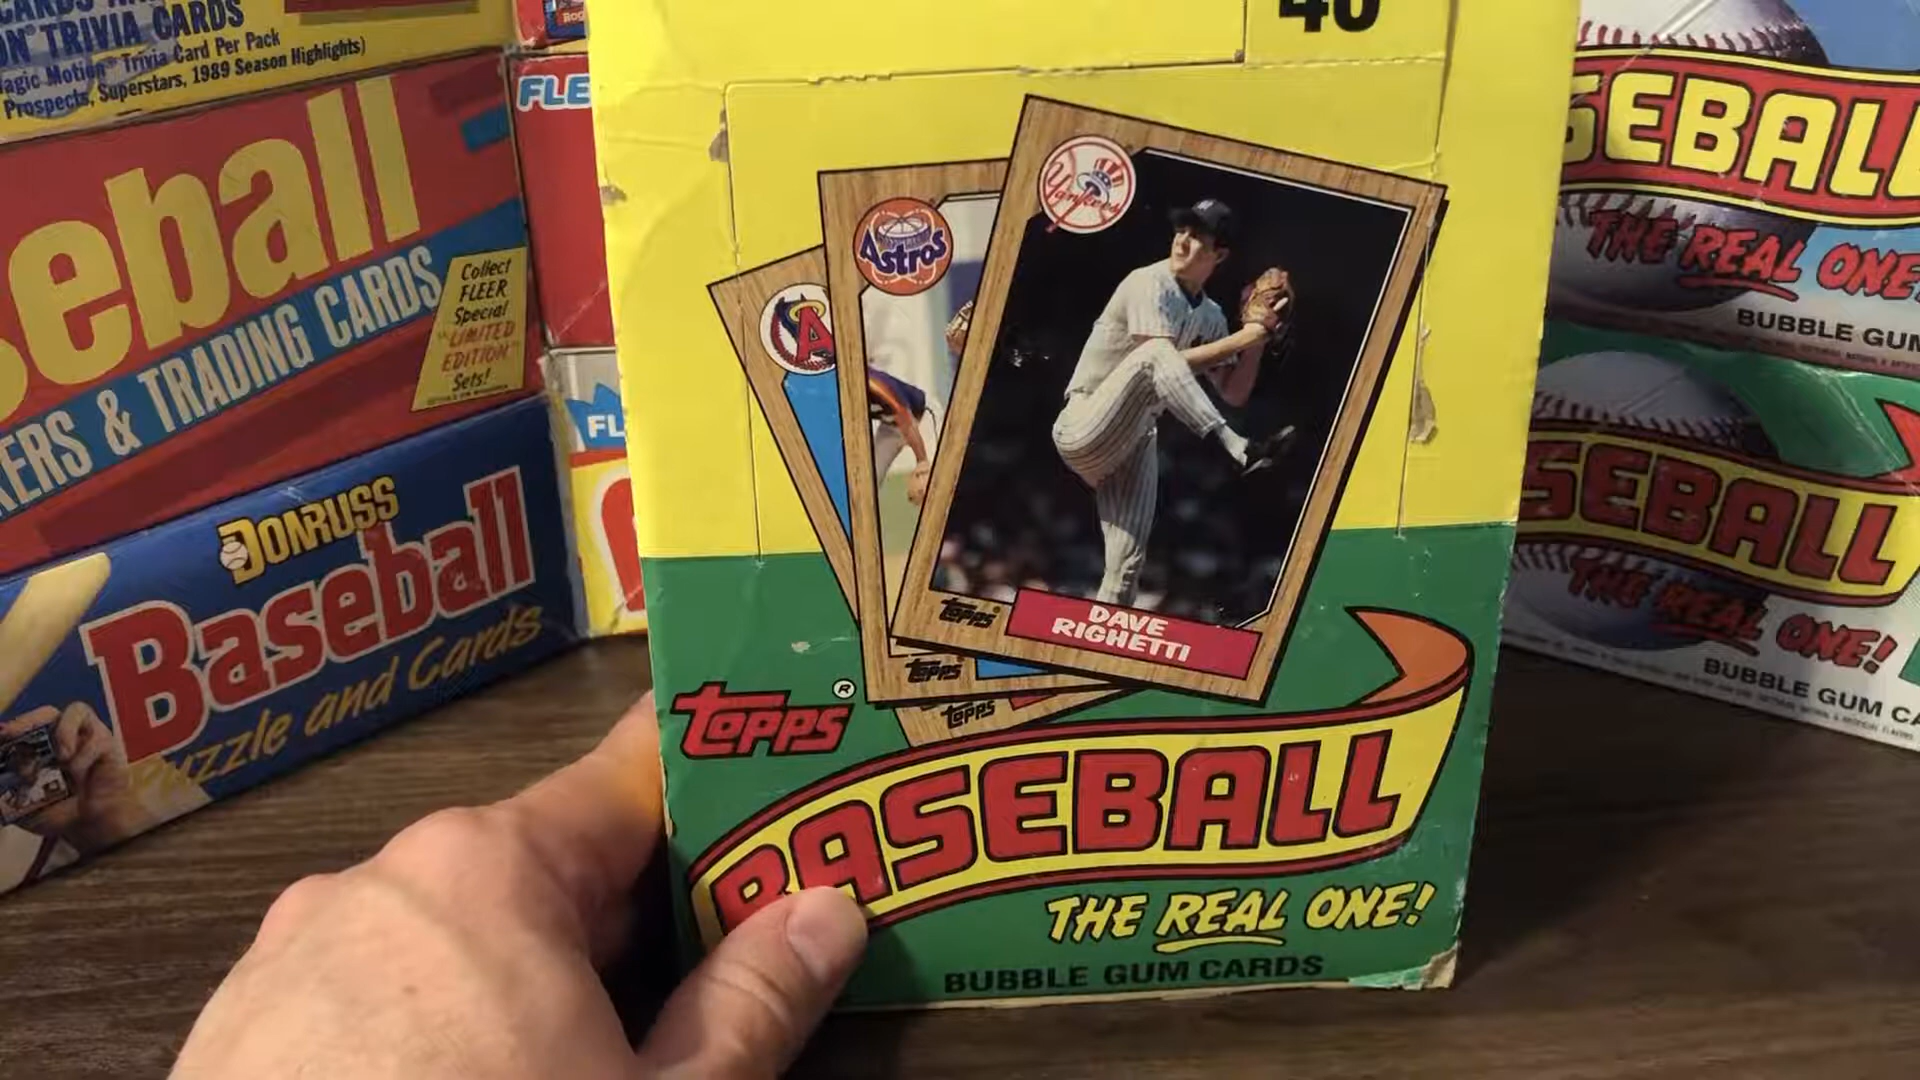 CARDS
TRIVIA CARDS
Magic Motion® Trivia Card Per Pack
Prospects, Superstars, 1989 Season Highlights)
eball
KERS & TRADING CARDS
Collect
FLEER
Special
"LIMITED
EDITION"
Sets!
DONRUSS
Baseball
Puzzle and Cards
FLE
FL
40
Yankees
Astros
A
TOPPS
DAVE
RIGHETTI
TOPPS
TOPPS
TOPPS®
BASEBALL
THE REAL ONE!
BUBBLE GUM CARDS
SEBALL
THE REAL ONE
BUBBLE GUM
SEBALL
THE REAL ONE!
BUBBLE GUM CA